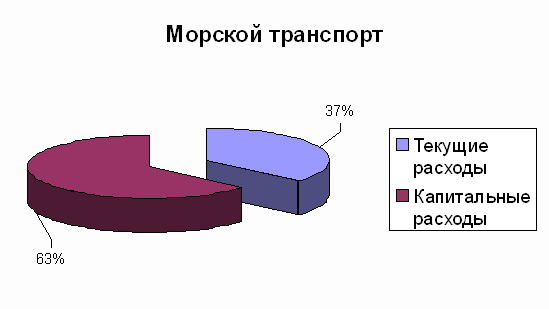 Морской транспорт
37%
Текущие
расходы
Капитальные
расходы
63%